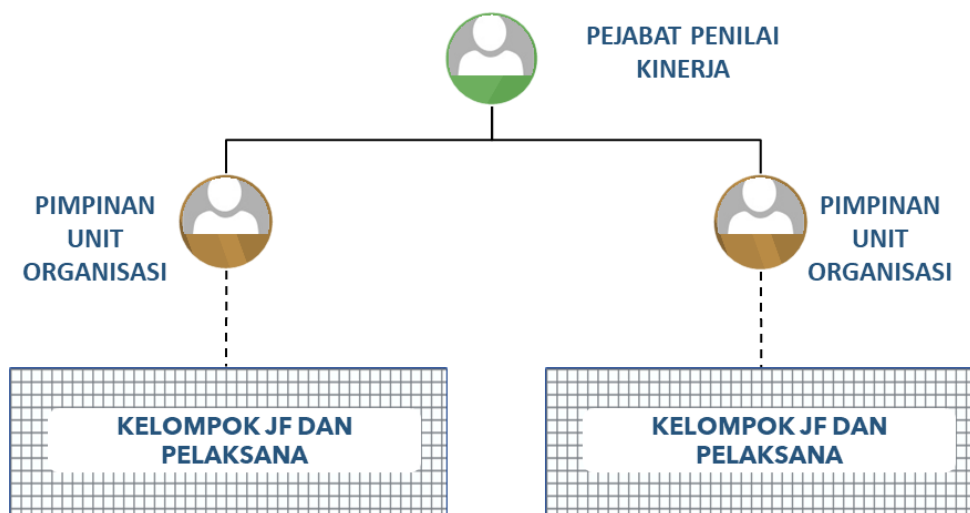 PEJABAT PENILAI
KINERJA
PIMPINAN
UNIT
ORGANISASI
PIMPINAN
UNIT
ORGANISASI
KELOMPOK JF DAN
PELAKSANA
KELOMPOK JF DAN
PELAKSANA